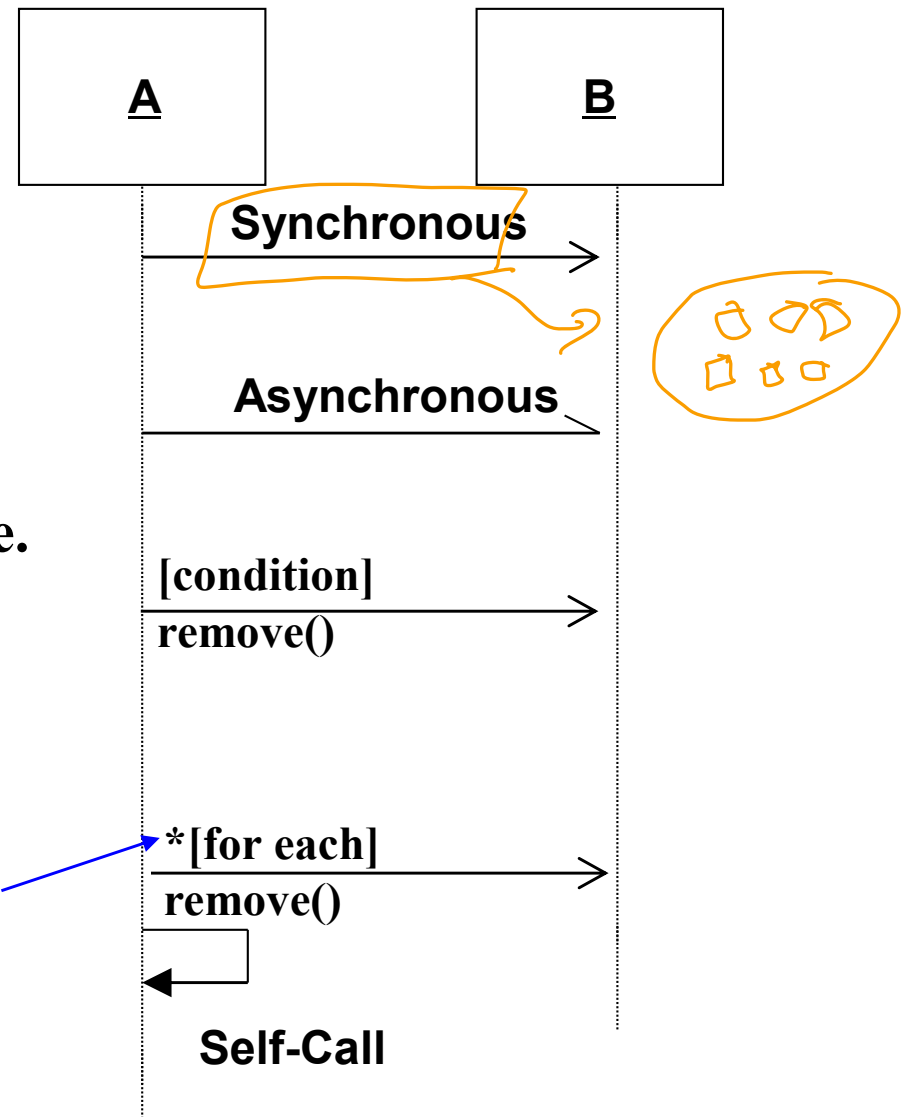 A
B
Synchronous
Asynchronous
e.
[condition]
remove()
*[for each]
remove()
Self-Call